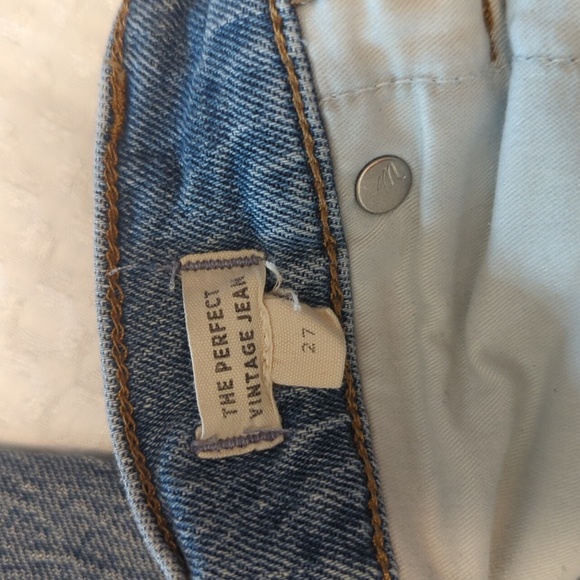 THE PERFECT
VINTAGE JEAN
27